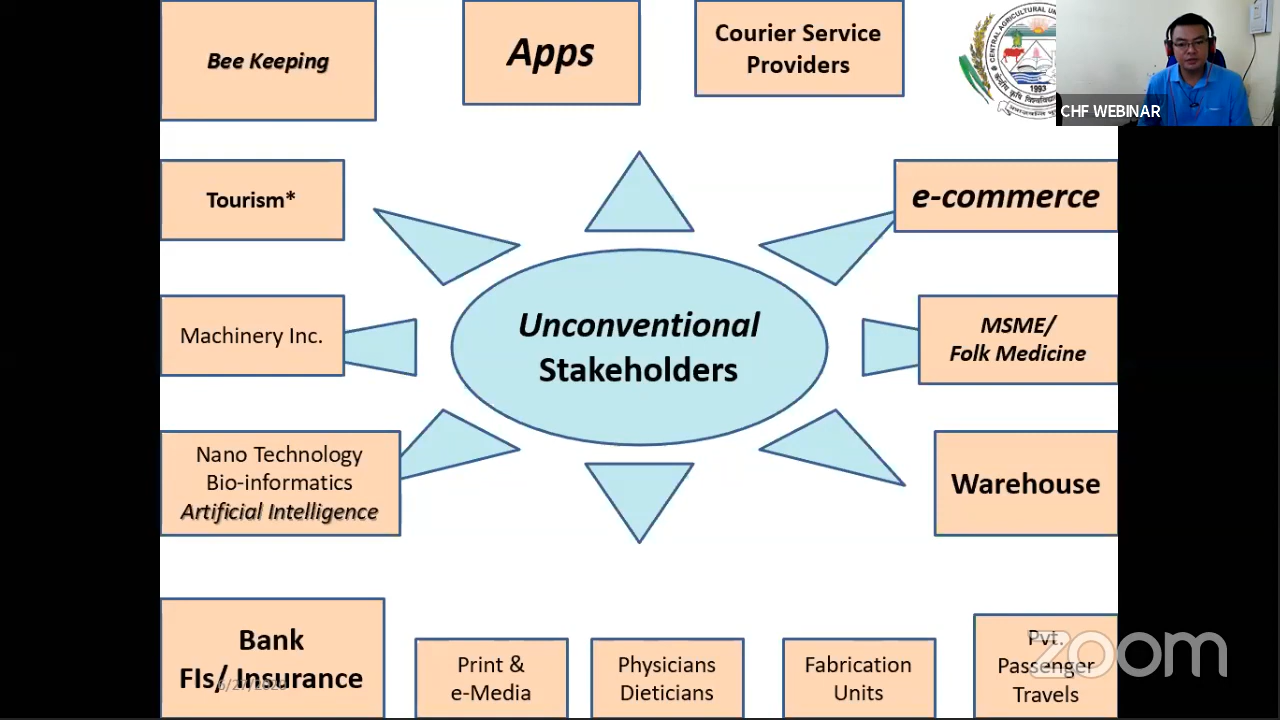 Bee Keeping
Apps
Courier Service
Providers
1993
CHF WEBINAR
Tourism*
e-commerce
Machinery Inc.
Unconventional
Stakeholders
MSME/
Folk Medicine
Nano Technology
Bio-informatics
Artificial Intelligence
Warehouse
Bank
FIs/ Insurance
Print &
e-Media
Physicians
Dieticians
Fabrication
Units
Pvt.
Passenger
Travels
zoom